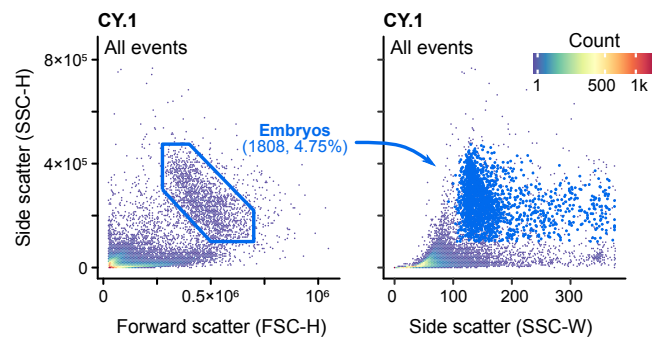 CY.1
All events
8×10⁵
4×10⁵
0
0.5×10⁶
10⁶
Side scatter (SSC-H)
Forward scatter (FSC-H)
Embryos
(1808, 4.75%)
CY.1
All events
Count
1 500 1k
0 100 200 300
Side scatter (SSC-W)